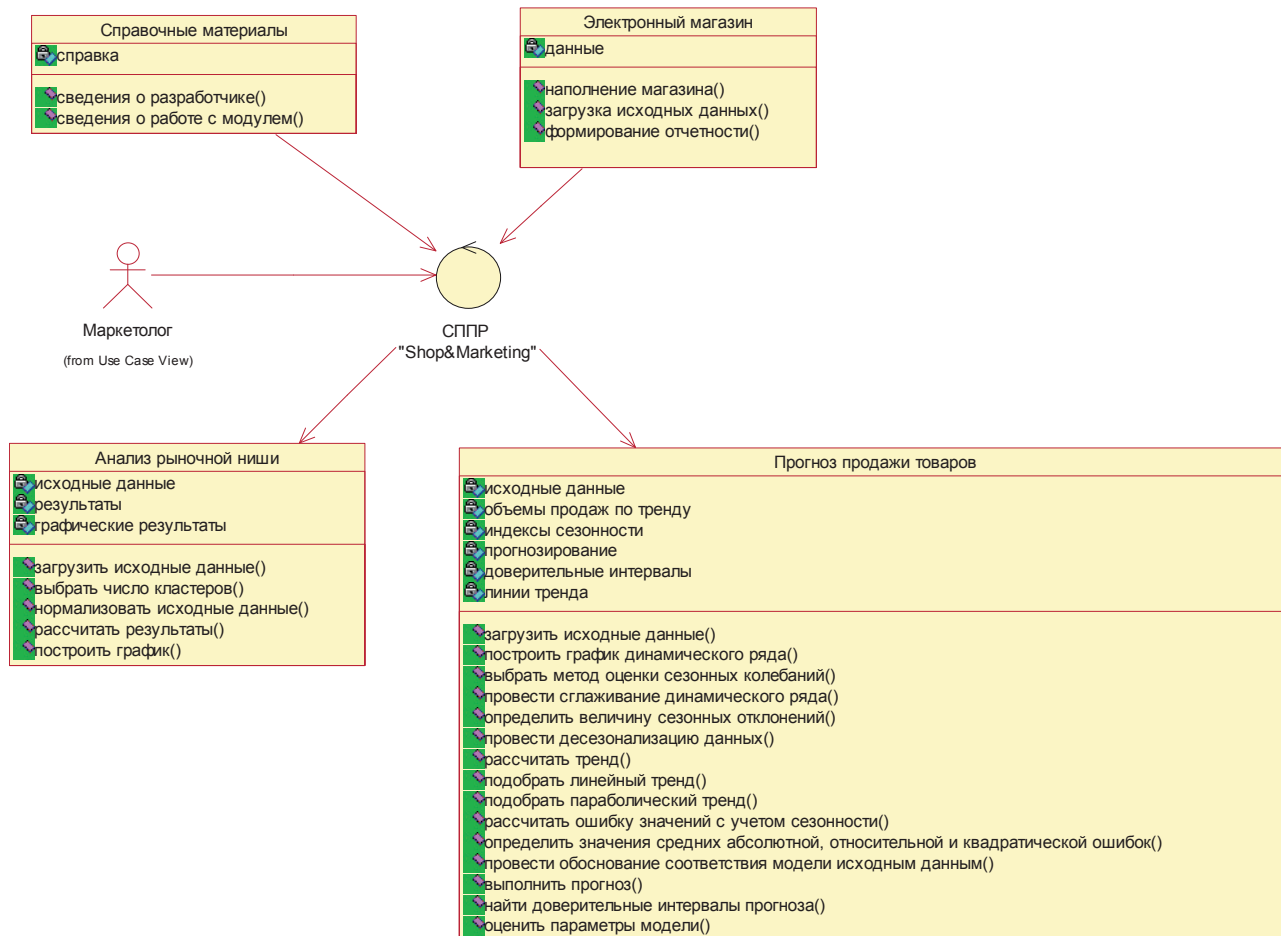 Справочные материалы
справка
сведения о разработчике()
сведения о работе с модулем()
Электронный магазин
данные
наполнение магазина()
загрузка исходных данных()
формирование отчетности()
Маркетолог
(from Use Case View)
СППР
"Shop&Marketing"
Анализ рыночной ниши
исходные данные
результаты
графические результаты
загрузить исходные данные()
выбрать число кластеров()
нормализовать исходные данные()
рассчитать результаты()
построить график()
Прогноз продажи товаров
исходные данные
объемы продаж по тренду
индексы сезонности
прогнозирование
доверительные интервалы
линии тренда
загрузить исходные данные()
построить график динамического ряда()
выбрать метод оценки сезонных колебаний()
провести сглаживание динамического ряда()
определить величину сезонных отклонений()
провести десезонализацию данных()
рассчитать тренд()
подобрать линейный тренд()
подобрать параболический тренд()
рассчитать ошибку значений с учетом сезонности()
определить значения средних абсолютной, относительной и квадратической ошибок()
провести обоснование соответствия модели исходным данным()
выполнить прогноз()
найти доверительные интервалы прогноза()
оценить параметры модели()